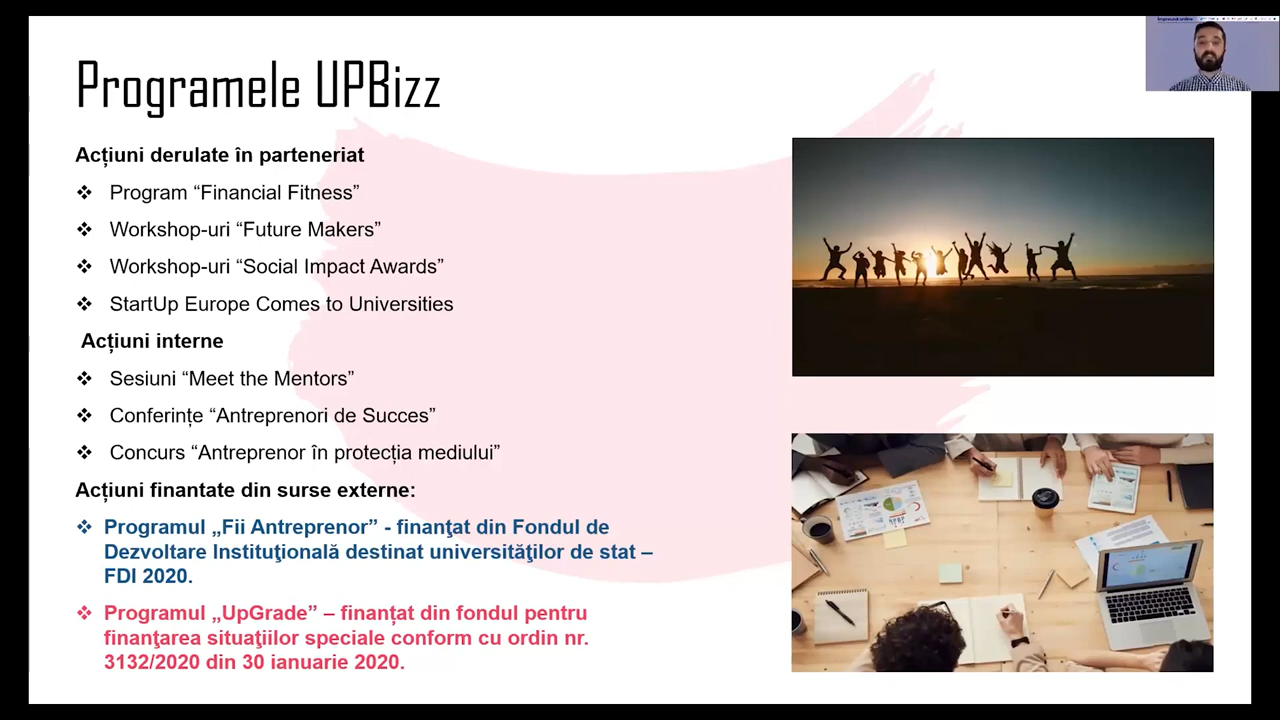 Programele UPBizz
Acțiuni derulate în parteneriat
❖ Program “Financial Fitness”
❖ Workshop-uri “Future Makers”
❖ Workshop-uri “Social Impact Awards”
❖ StartUp Europe Comes to Universities
Acțiuni interne
❖ Sesiuni “Meet the Mentors”
❖ Conferințe “Antreprenori de Succes”
❖ Concurs “Antreprenor în protecția mediului”
Acțiuni finantate din surse externe:
❖ Programul „Fii Antreprenor” - finanţat din Fondul de
Dezvoltare Instituţională destinat universităţilor de stat –
FDI 2020.
❖ Programul „UpGrade” – finanțat din fondul pentru
finanţarea situaţiilor speciale conform cu ordin nr.
3132/2020 din 30 ianuarie 2020.